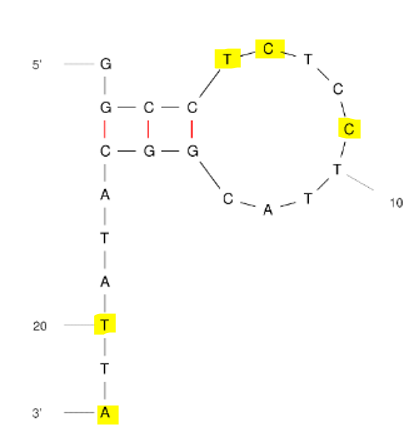 5' G T C T
C
G C C
C
C G G
T
A C A T 10
T
A
20 T
T
3' A